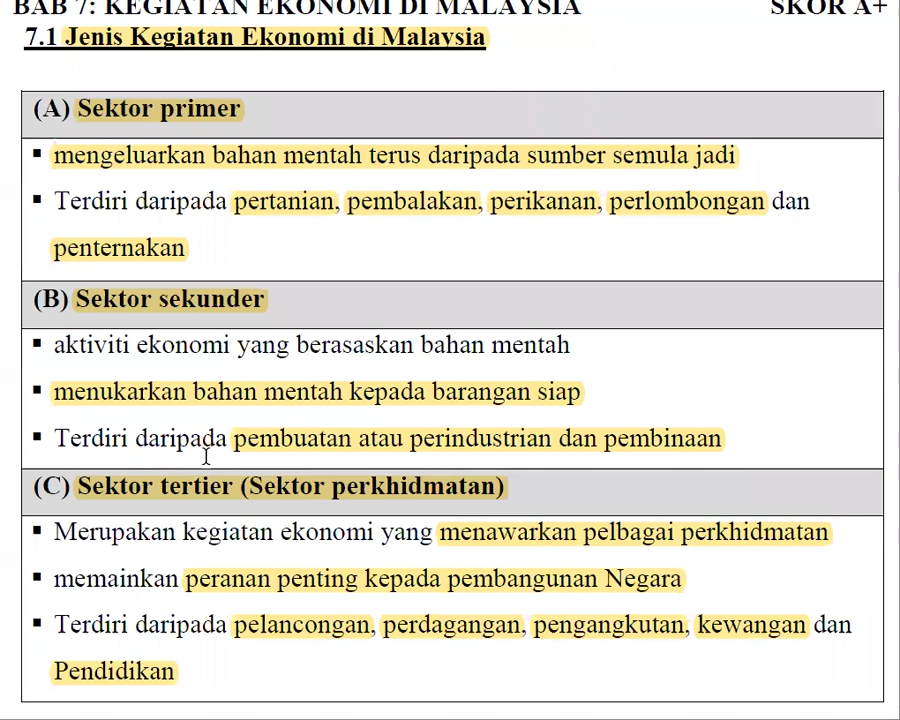 BAB 7: KEGIATAN EKONOMI DI MALAYSIA SKOR A+
7.1 Jenis Kegiatan Ekonomi di Malaysia
(A) Sektor primer
▪ mengeluarkan bahan mentah terus daripada sumber semula jadi
▪ Terdiri daripada pertanian, pembalakan, perikanan, perlombongan dan
penternakan
(B) Sektor sekunder
▪ aktiviti ekonomi yang berasaskan bahan mentah
▪ menukarkan bahan mentah kepada barangan siap
▪ Terdiri daripada pembuatan atau perindustrian dan pembinaan
(C) Sektor tertier (Sektor perkhidmatan)
▪ Merupakan kegiatan ekonomi yang menawarkan pelbagai perkhidmatan
▪ memainkan peranan penting kepada pembangunan Negara
▪ Terdiri daripada pelancongan, perdagangan, pengangkutan, kewangan dan
Pendidikan